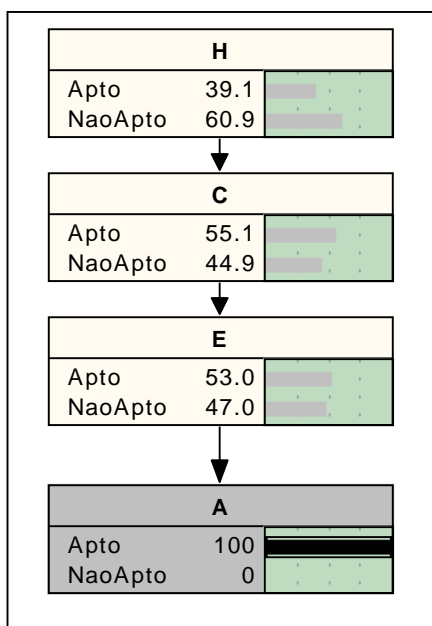 H
Apto 39.1
NaoApto 60.9
C
Apto 55.1
NaoApto 44.9
E
Apto 53.0
NaoApto 47.0
A
Apto 100
NaoApto 0